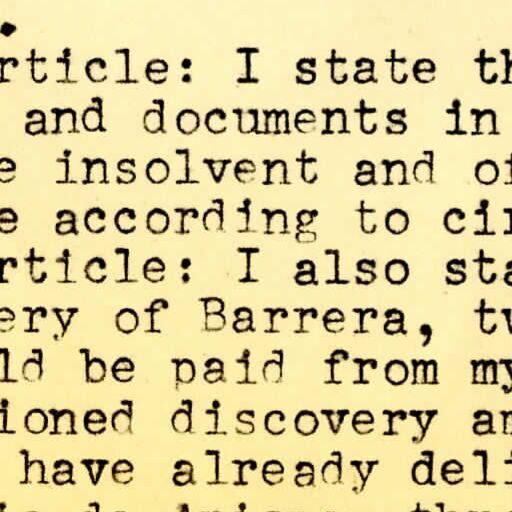 rticle: I state th
and documents in
e insolvent and of
e according to cir
rticle: I also sta
ery of Barrera, tw
ld be paid from my
ioned discovery an
have already deli